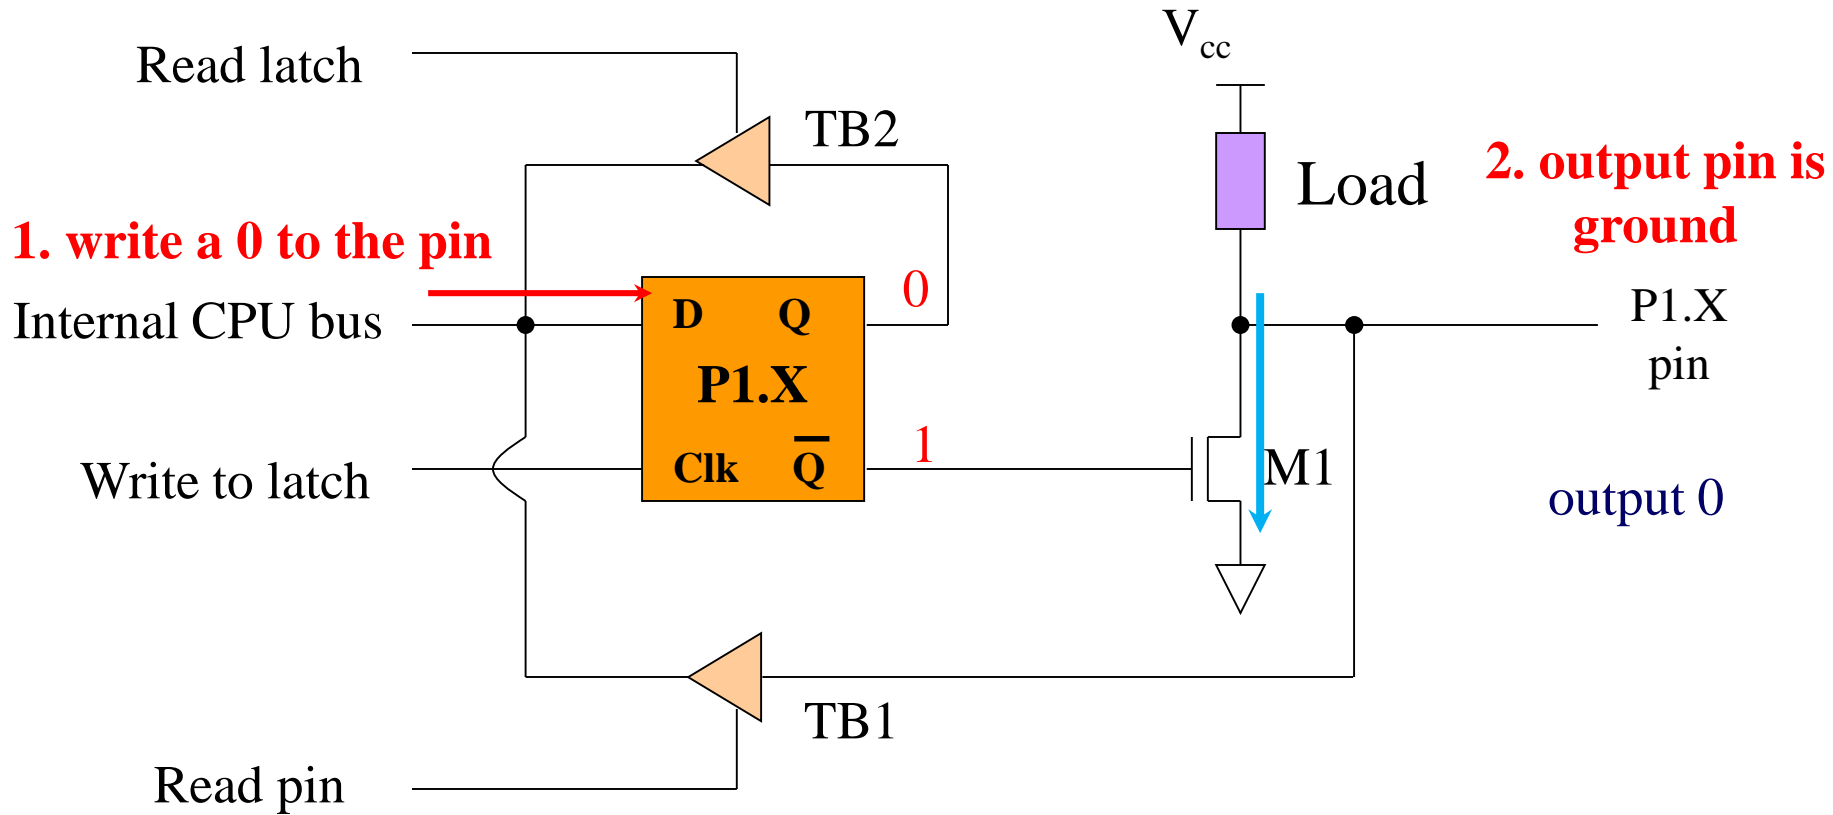 Vcc
Read latch
TB2
Load
2. output pin is
ground
1. write a 0 to the pin
Internal CPU bus
D Q
0
P1.X
P1.X
pin
Write to latch
Clk Q̅
1
M1
output 0
TB1
Read pin